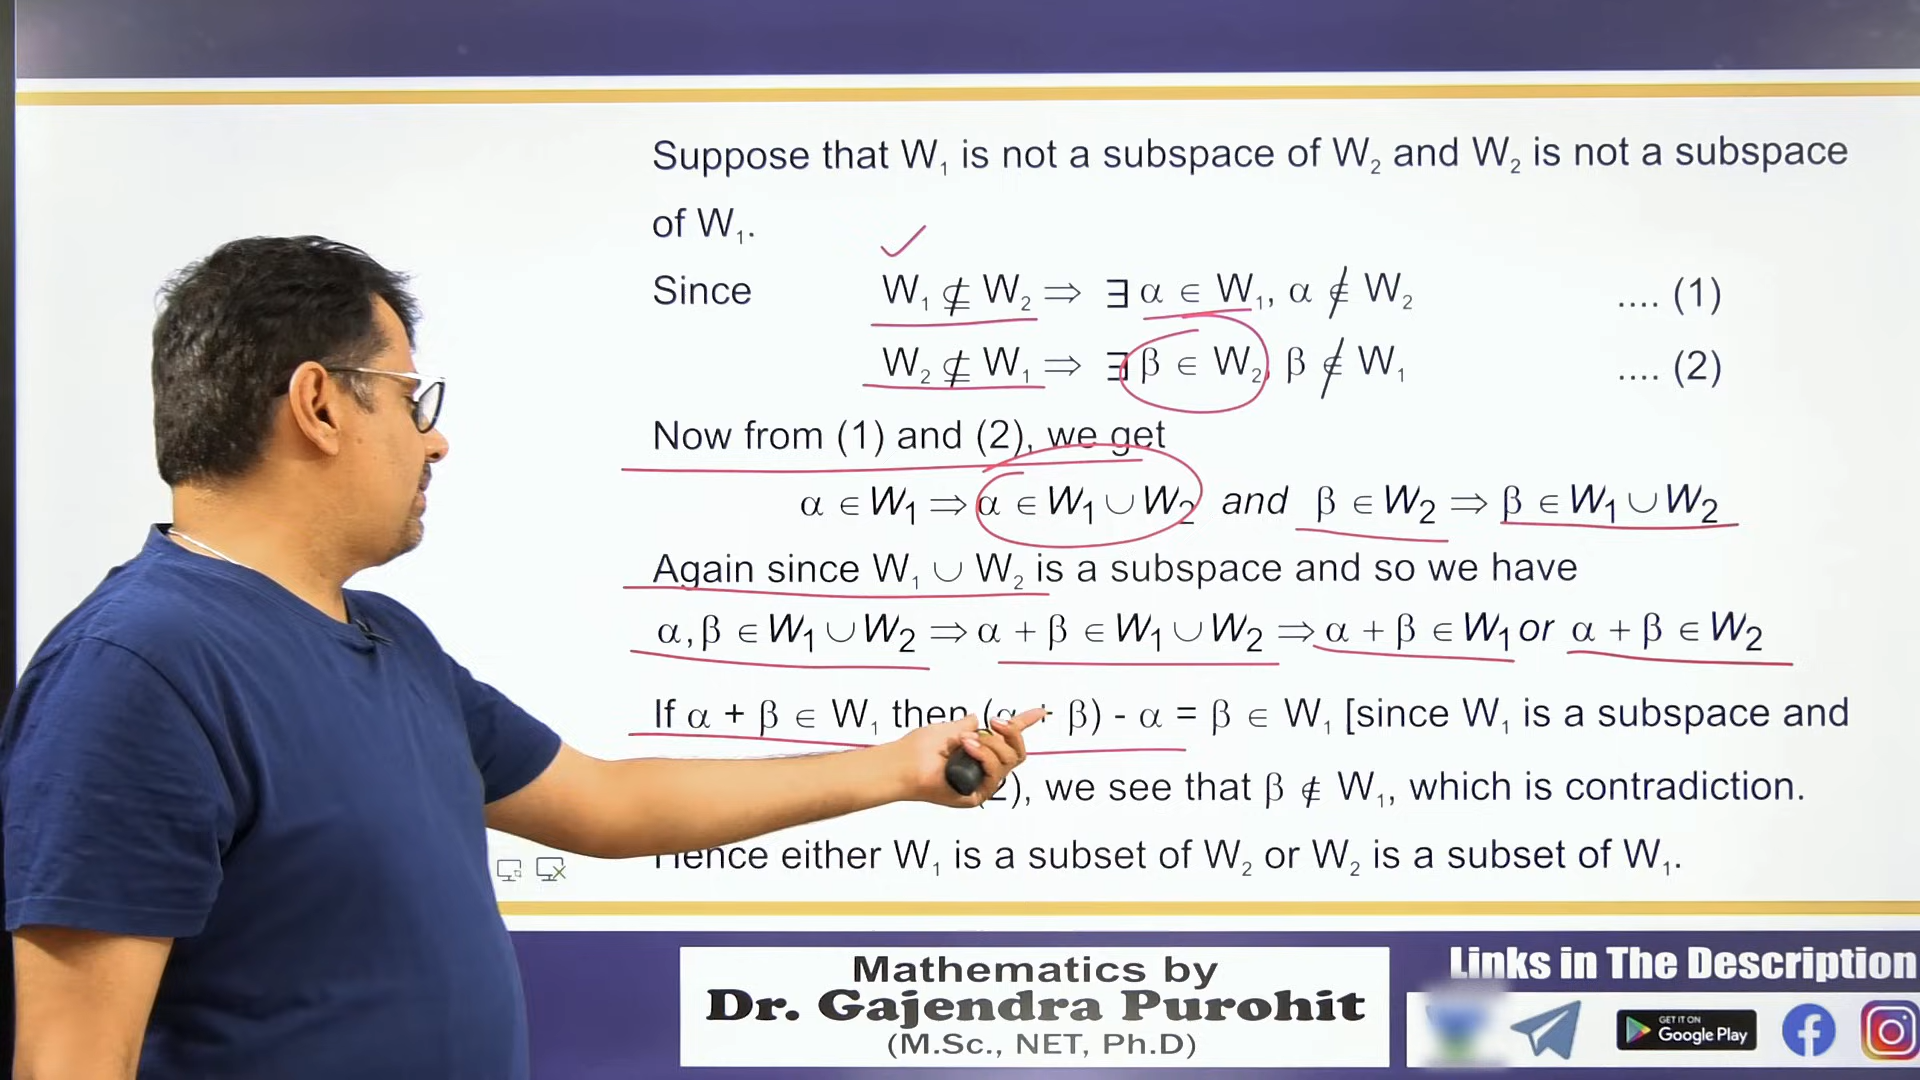 Suppose that W₁ is not a subspace of W₂ and W₂ is not a subspace
of W₁.
Since W₁ ⊈ W₂ ⇒ ∃ α ∈ W₁, α ∉ W₂ .... (1)
W₂ ⊈ W₁ ⇒ ∃ β ∈ W₂, β ∉ W₁ .... (2)
Now from (1) and (2), we get
α ∈ W₁ ⇒ α ∈ W₁ ∪ W₂ and β ∈ W₂ ⇒ β ∈ W₁ ∪ W₂
Again since W₁ ∪ W₂ is a subspace and so we have
α, β ∈ W₁ ∪ W₂ ⇒ α + β ∈ W₁ ∪ W₂ ⇒ α + β ∈ W₁ or α + β ∈ W₂
If α + β ∈ W₁ then (α + β) - α = β ∈ W₁ [since W₁ is a subspace and
2), we see that β ∉ W₁, which is contradiction.
Hence either W₁ is a subset of W₂ or W₂ is a subset of W₁.
Mathematics by
Dr. Gajendra Purohit
(M.Sc., NET, Ph.D)
Links in The Description
GET IT ON
Google Play